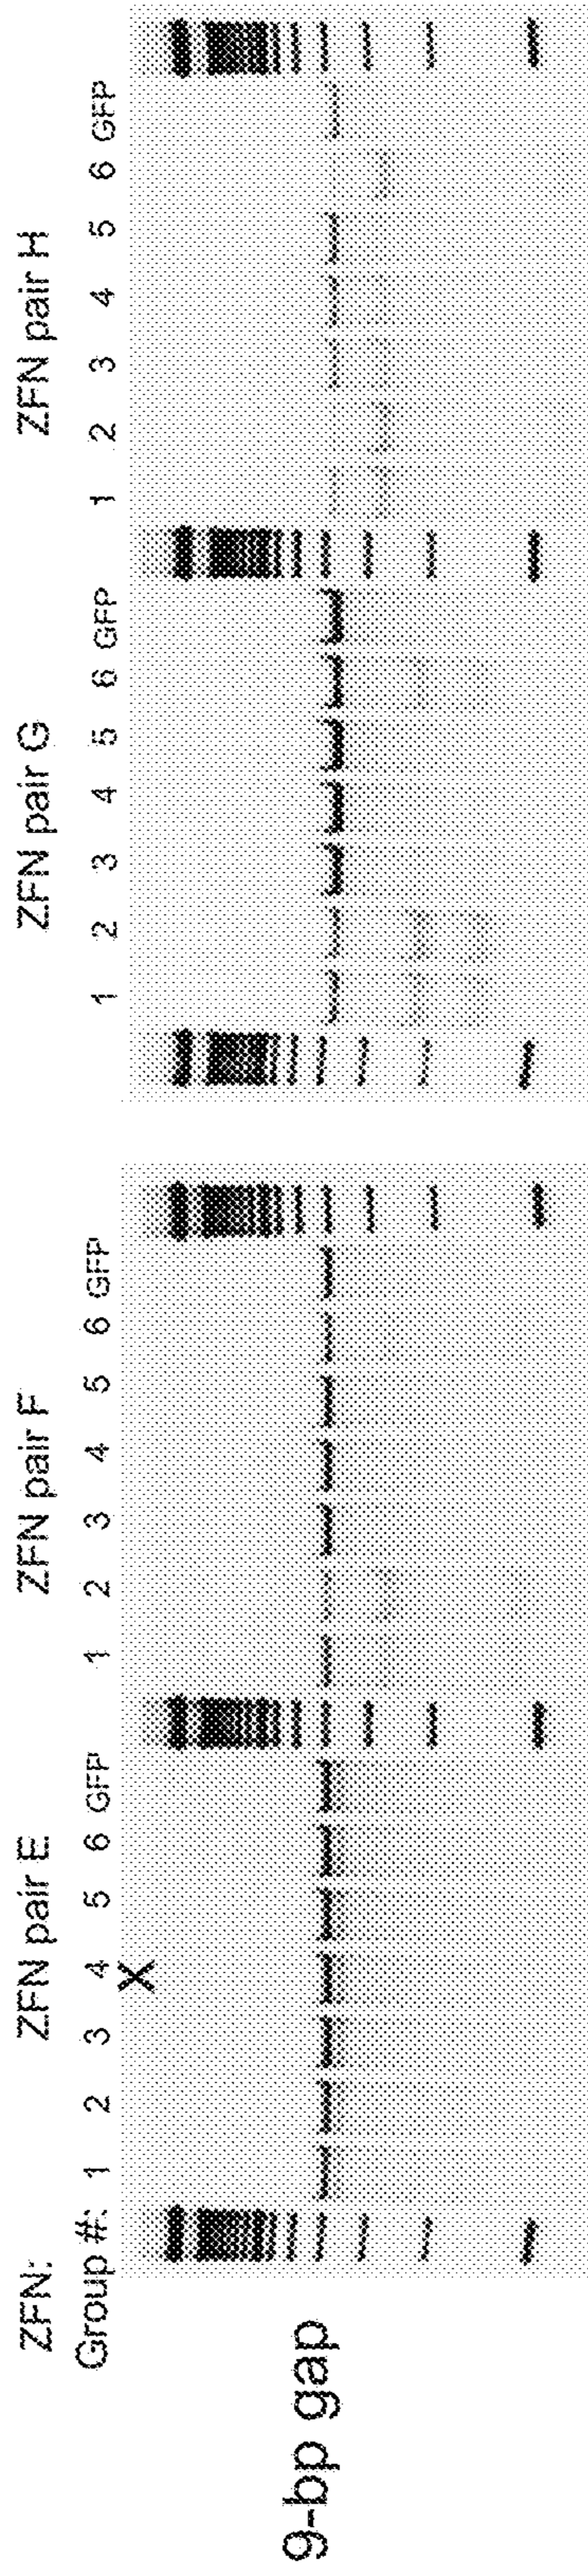 ZFN: ZFN pair E ZFN pair F ZFN pair G ZFN pair H
Group #: 1 2 3 4 5 6 GFP 1 2 3 4 5 6 GFP 1 2 3 4 5 6 GFP 1 2 3 4 5 6 GFP
X
9-bp gap